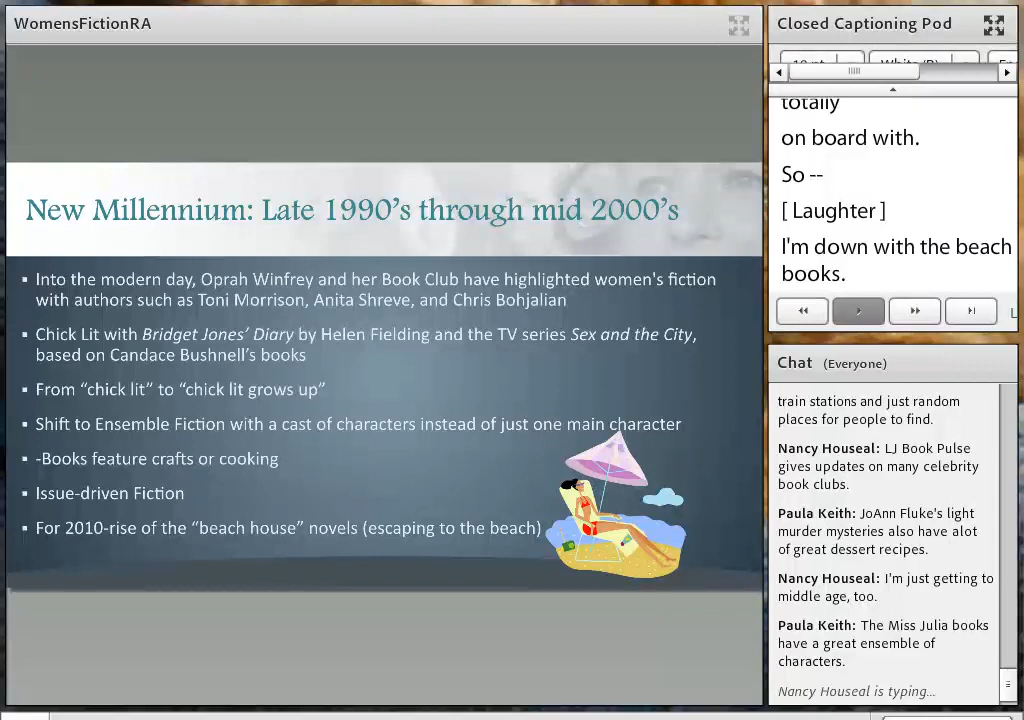 WomensFictionRA
New Millennium: Late 1990's through mid 2000's
▪ Into the modern day, Oprah Winfrey and her Book Club have highlighted women's fiction
with authors such as Toni Morrison, Anita Shreve, and Chris Bohjalian
▪ Chick Lit with Bridget Jones' Diary by Helen Fielding and the TV series Sex and the City,
based on Candace Bushnell's books
▪ From "chick lit" to "chick lit grows up"
▪ Shift to Ensemble Fiction with a cast of characters instead of just one main character
▪ -Books feature crafts or cooking
▪ Issue-driven Fiction
▪ For 2010-rise of the "beach house" novels (escaping to the beach)
Closed Captioning Pod
totally
on board with.
So --
[ Laughter ]
I'm down with the beach
books.
Chat (Everyone)
train stations and just random
places for people to find.
Nancy Houseal: LJ Book Pulse
gives updates on many celebrity
book clubs.
Paula Keith: JoAnn Fluke's light
murder mysteries also have alot
of great dessert recipes.
Nancy Houseal: I'm just getting to
middle age, too.
Paula Keith: The Miss Julia books
have a great ensemble of
characters.
Nancy Houseal is typing...